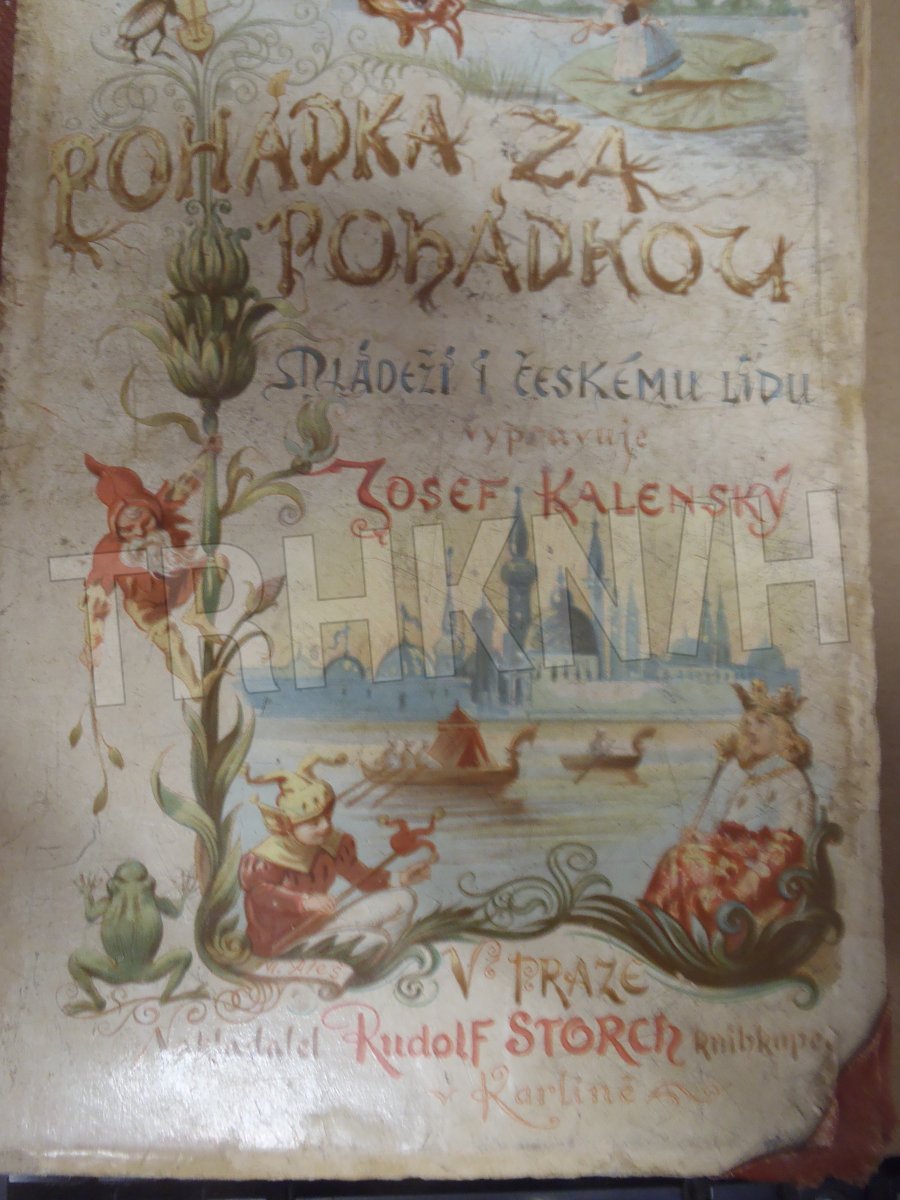 POHÁDKA ZA
POHÁDKOU
MLÁDEŽI I ČESKÉMU LIDU
vypravuje
JOSEF KALENSKÝ
TRHKNIH
V PRAZE
Nakladatel RUDOLF STORCH knihkupec
v Karlíně